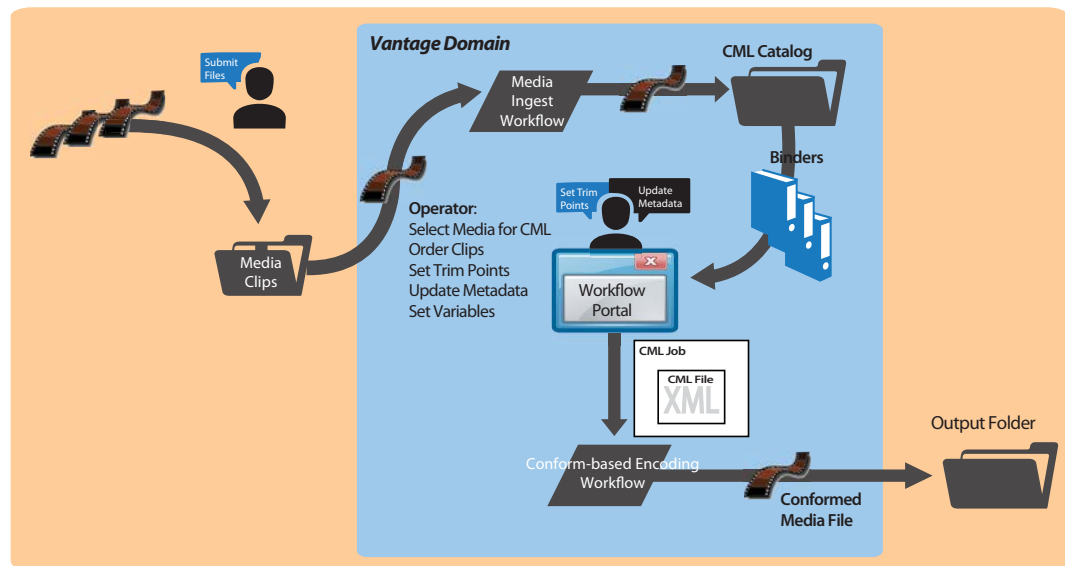 Vantage Domain
CML Catalog
Submit
Files
Media
Ingest
Workflow
Binders
Set Trim
Points
Update
Metadata
Operator:
Select Media for CML
Order Clips
Set Trim Points
Update Metadata
Set Variables
Media
Clips
X
Workflow
Portal
CML Job
CML File
XML
Output Folder
Conform-based Encoding
Workflow
Conformed
Media File